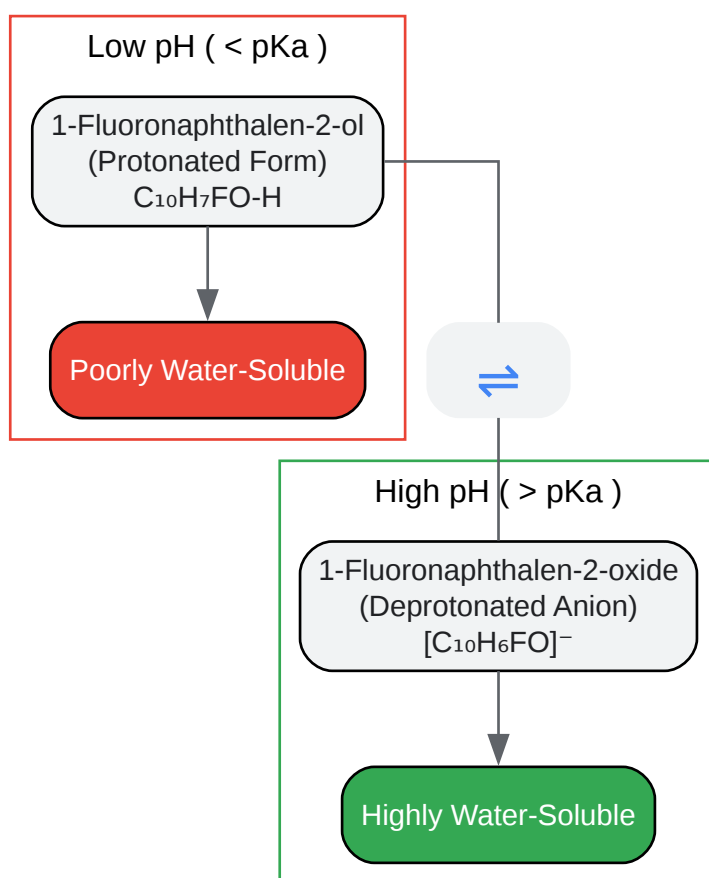 Low pH ( < pKa )
1-Fluoronaphthalen-2-ol
(Protonated Form)
C₁₀H₇FO-H
Poorly Water-Soluble
⇌
High pH ( > pKa )
1-Fluoronaphthalen-2-oxide
(Deprotonated Anion)
[C₁₀H₆FO]⁻
Highly Water-Soluble